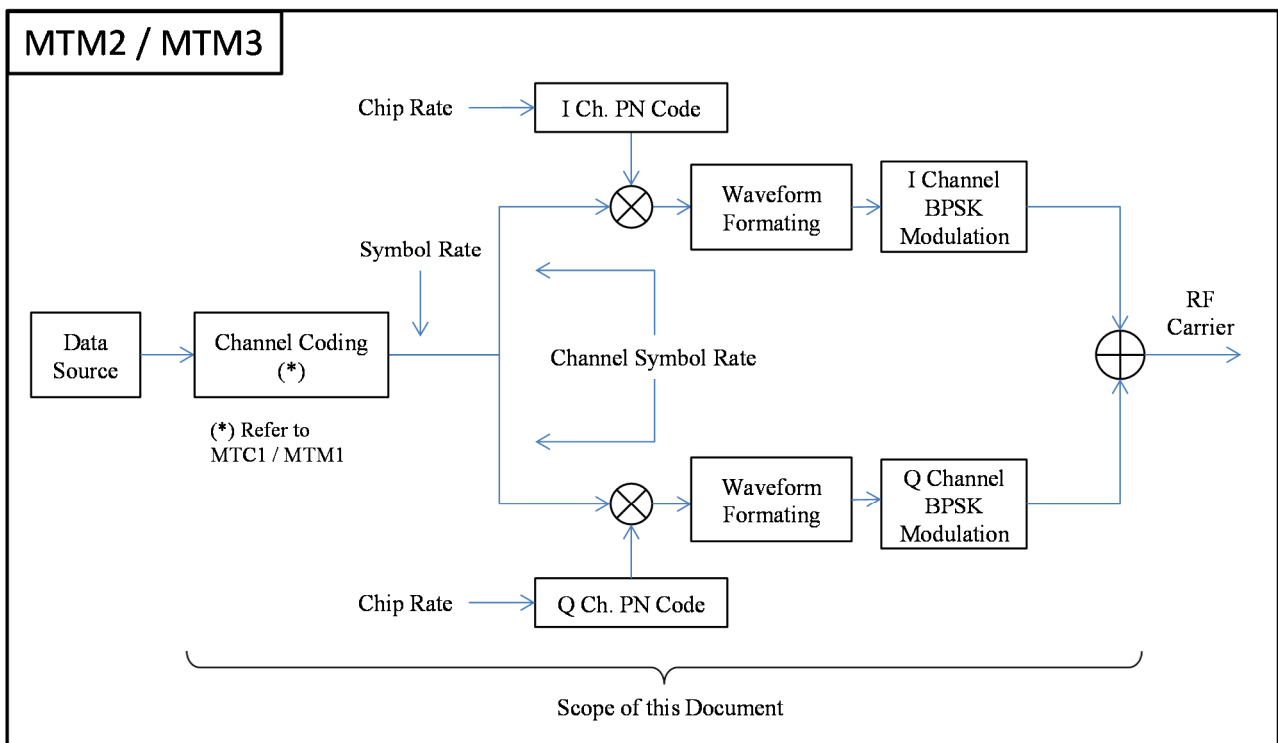 MTM2 / MTM3
Chip Rate
I Ch. PN Code
Waveform
Formating
I Channel
BPSK
Modulation
Symbol Rate
RF
Carrier
Data
Source
Channel Coding
(*)
Channel Symbol Rate
(*) Refer to
MTC1 / MTM1
Waveform
Formating
Q Channel
BPSK
Modulation
Chip Rate
Q Ch. PN Code
Scope of this Document